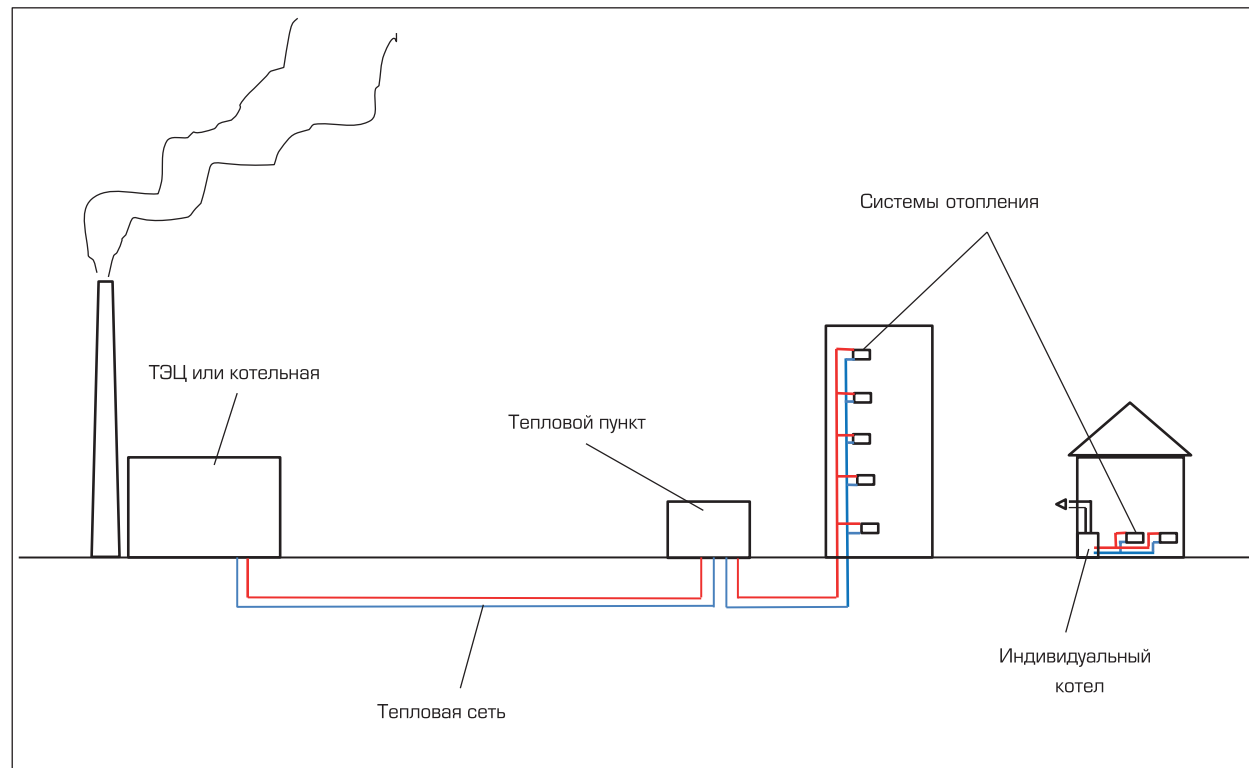 Системы отопления
ТЭЦ или котельная
Тепловой пункт
Индивидуальный
котел
Тепловая сеть